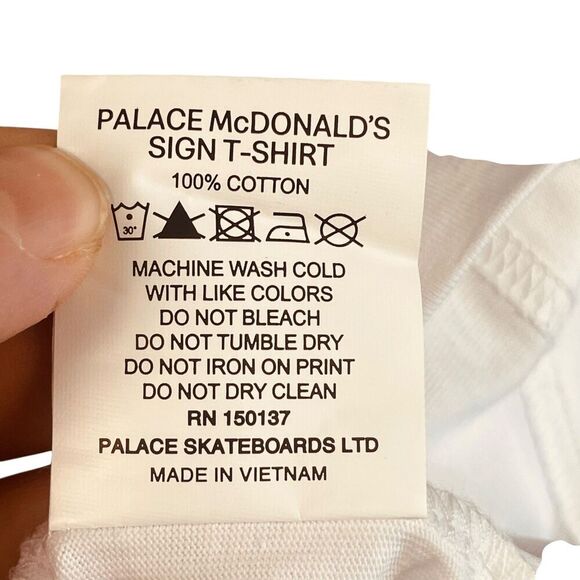 PALACE McDONALD'S
SIGN T-SHIRT
100% COTTON
30°
MACHINE WASH COLD
WITH LIKE COLORS
DO NOT BLEACH
DO NOT TUMBLE DRY
DO NOT IRON ON PRINT
DO NOT DRY CLEAN
RN 150137
PALACE SKATEBOARDS LTD
MADE IN VIETNAM